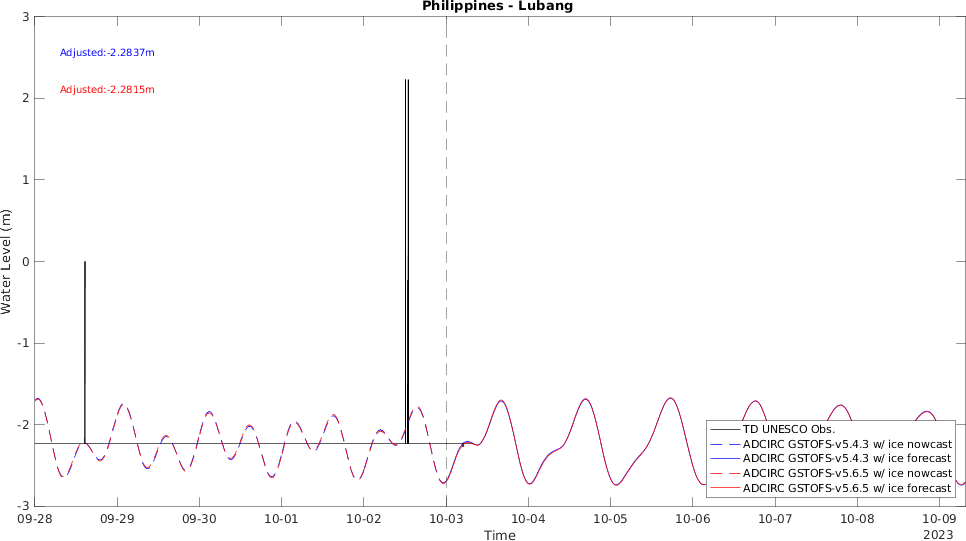 Philippines - Lubang
Adjusted:-2.2837m
Adjusted:-2.2815m
Water Level (m)
3
2
1
0
-1
-2
-3
TD UNESCO Obs.
ADCIRC GSTOFS-v5.4.3 w/ ice nowcast
ADCIRC GSTOFS-v5.4.3 w/ ice forecast
ADCIRC GSTOFS-v5.6.5 w/ ice nowcast
ADCIRC GSTOFS-v5.6.5 w/ ice forecast
09-28 09-29 09-30 10-01 10-02 10-03 10-04 10-05 10-06 10-07 10-08 10-09
2023
Time